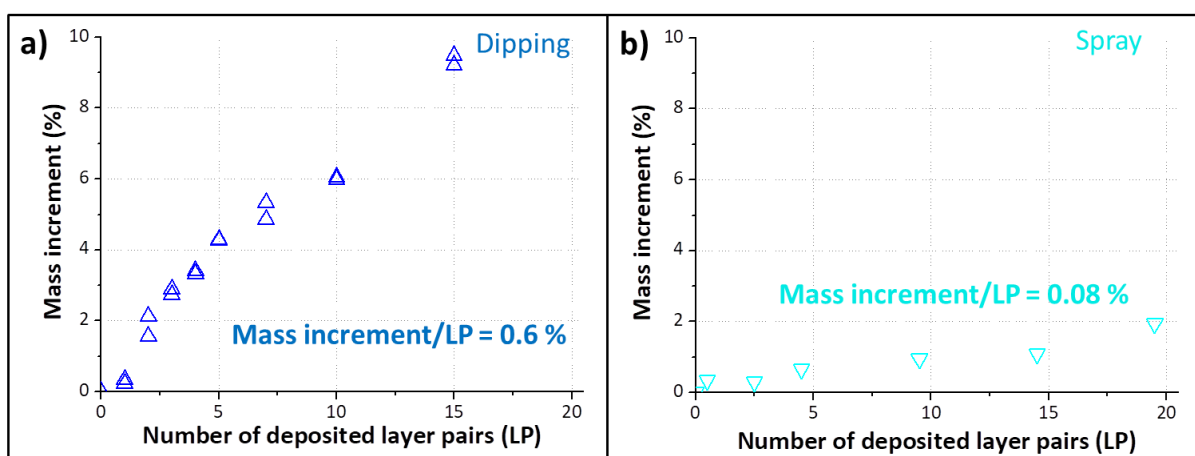 a)
Dipping
Mass increment (%)
10
8
6
4
2
0
Mass increment/LP = 0.6 %
0 5 10 15 20
Number of deposited layer pairs (LP)
b)
Spray
Mass increment (%)
10
8
6
4
2
0
Mass increment/LP = 0.08 %
0 5 10 15 20
Number of deposited layer pairs (LP)